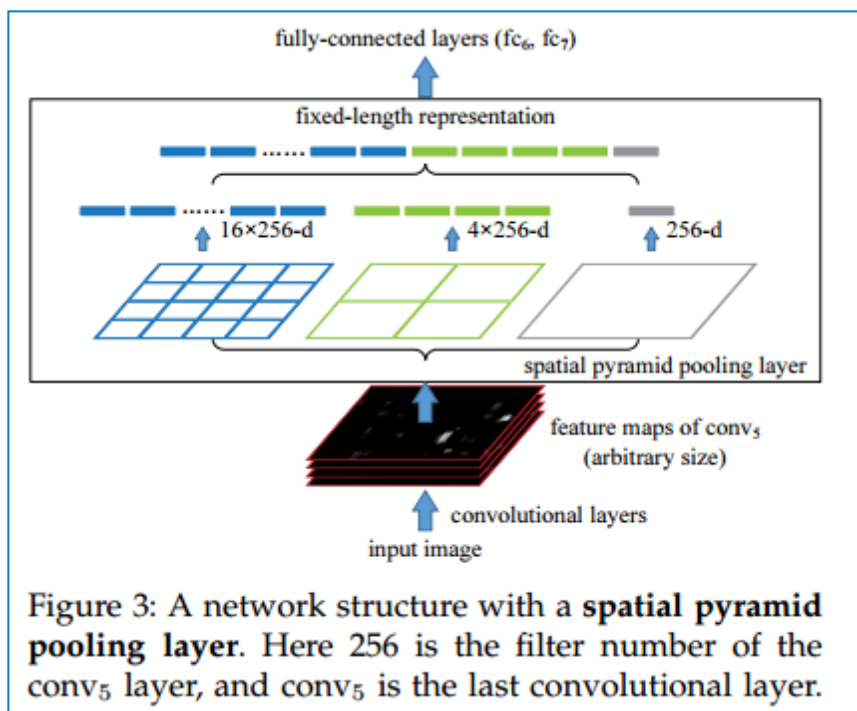 fully-connected layers (fc₆, fc₇)
fixed-length representation
......
......
16×256-d
4×256-d
256-d
spatial pyramid pooling layer
feature maps of conv₅
(arbitrary size)
convolutional layers
input image
Figure 3: A network structure with a spatial pyramid
pooling layer. Here 256 is the filter number of the
conv₅ layer, and conv₅ is the last convolutional layer.